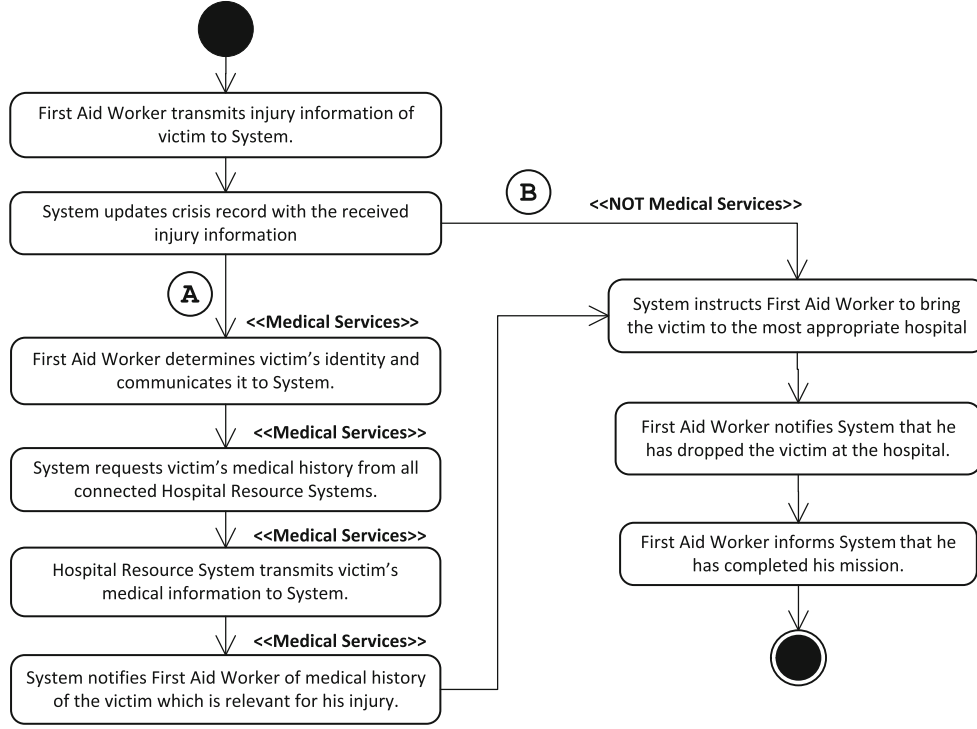 First Aid Worker transmits injury information of
victim to System.
System updates crisis record with the received
injury information
B
<<NOT Medical Services>>
A
<<Medical Services>>
First Aid Worker determines victim's identity and
communicates it to System.
<<Medical Services>>
System requests victim's medical history from all
connected Hospital Resource Systems.
<<Medical Services>>
Hospital Resource System transmits victim's
medical information to System.
<<Medical Services>>
System notifies First Aid Worker of medical history
of the victim which is relevant for his injury.
System instructs First Aid Worker to bring
the victim to the most appropriate hospital
First Aid Worker notifies System that he
has dropped the victim at the hospital.
First Aid Worker informs System that he
has completed his mission.